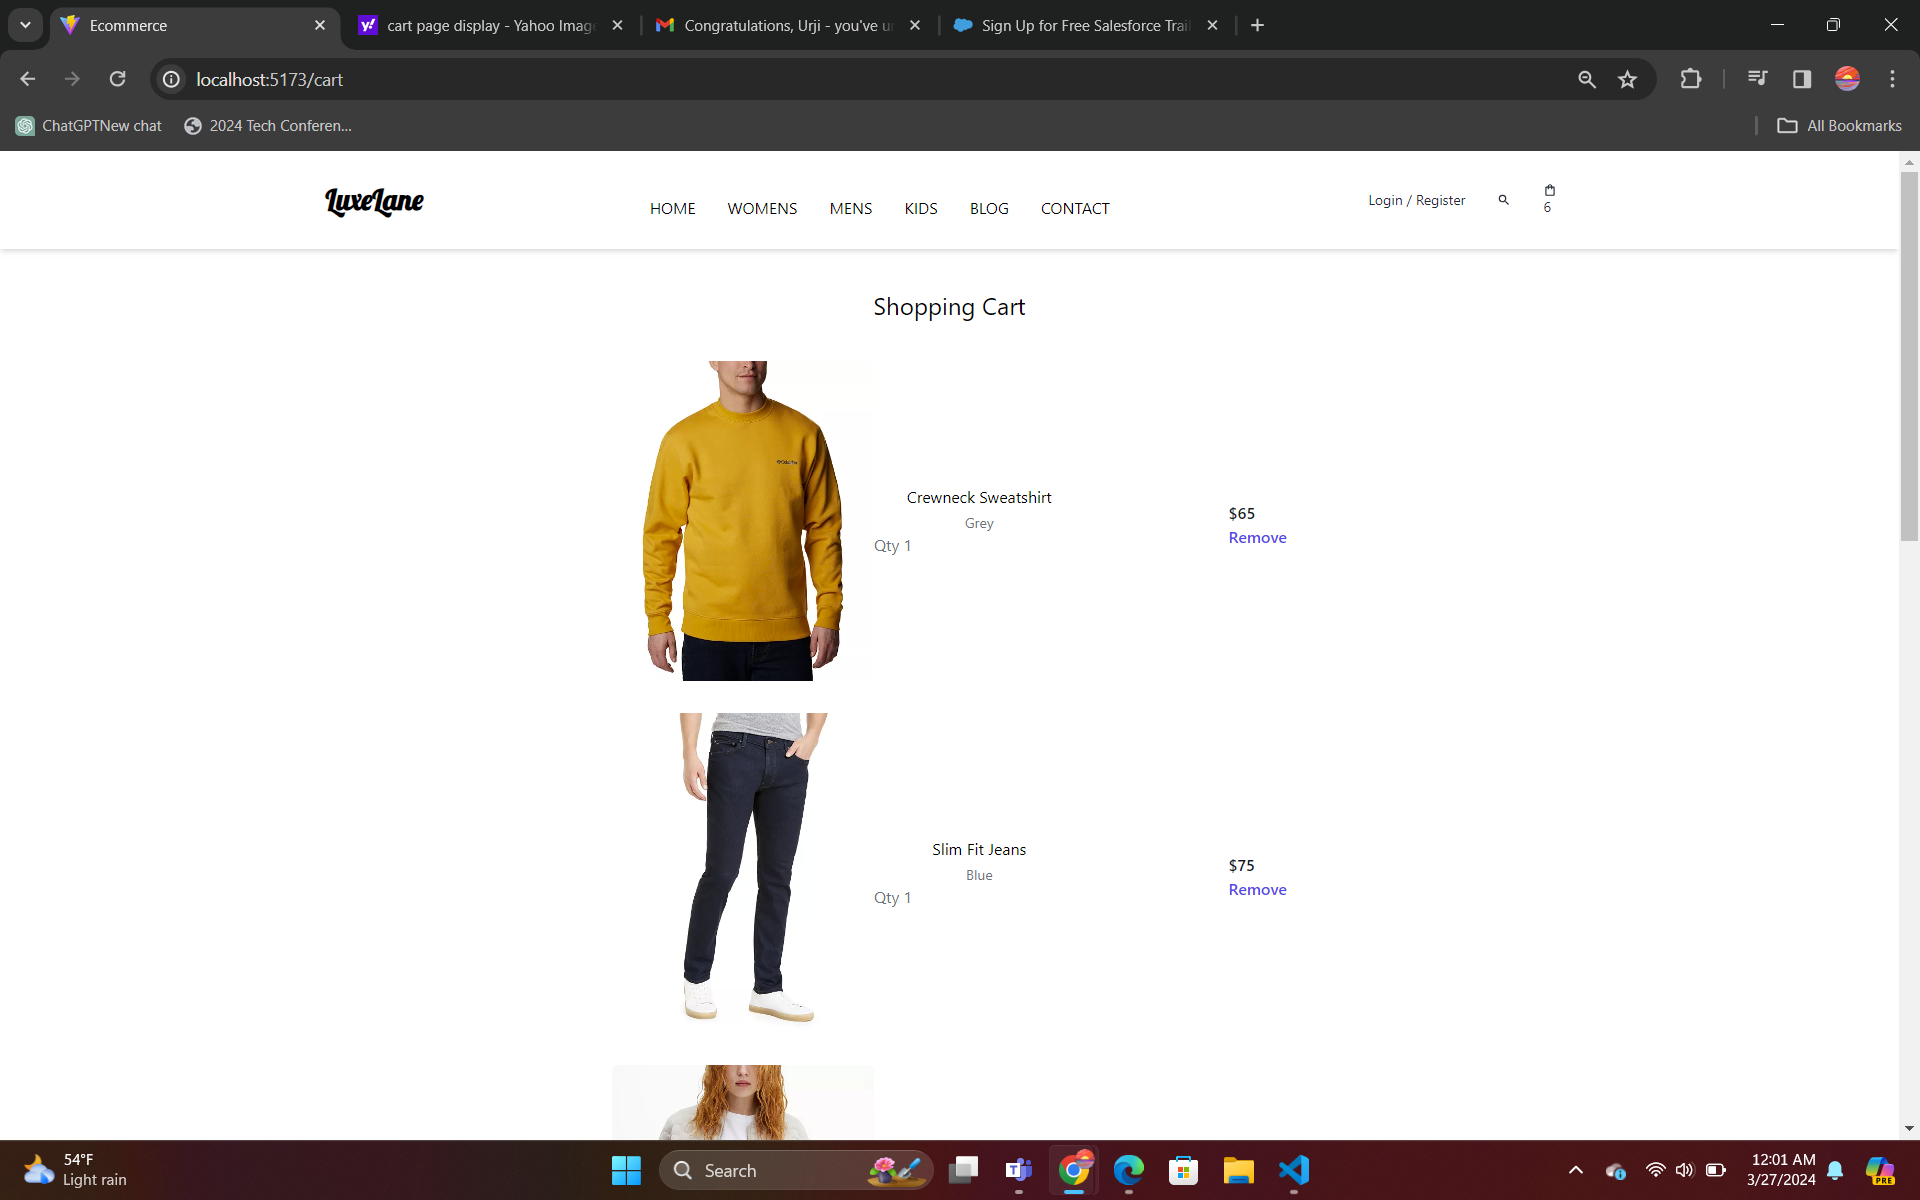 Ecommerce
cart page display - Yahoo Imag
Congratulations, Urji - you've u
Sign Up for Free Salesforce Trail
localhost:5173/cart
ChatGPTNew chat
2024 Tech Conferen...
All Bookmarks
LuxeLane
HOME WOMENS MENS KIDS BLOG CONTACT
Login / Register
6
Shopping Cart
Crewneck Sweatshirt
Grey
Qty 1
$65
Remove
Slim Fit Jeans
Blue
Qty 1
$75
Remove
54°F
Light rain
Search
12:01 AM
3/27/2024
PRE